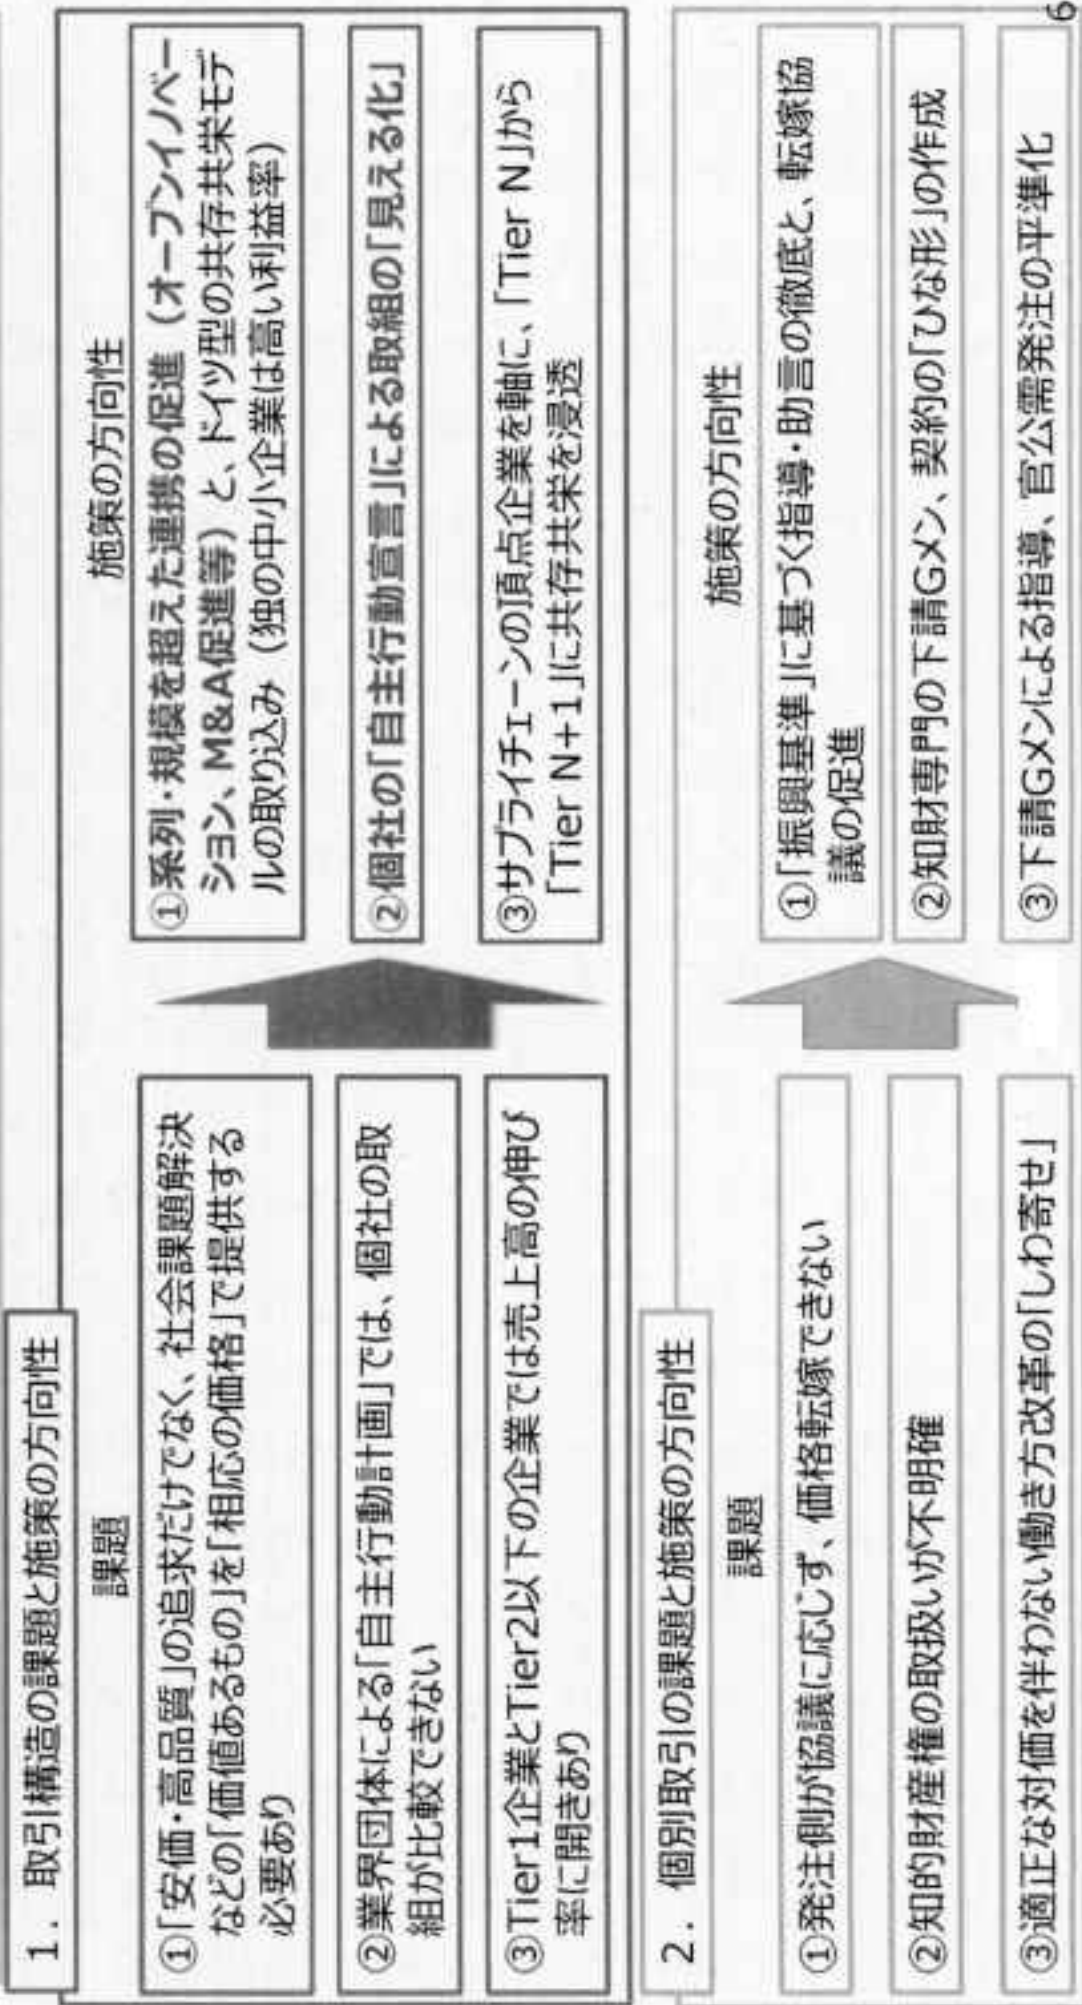 1. 取引構造の課題と施策の方向性
課題
①「安価・高品質」の追求だけでなく、社会課題解決
などの「価値あるもの」を「相応の価格」で提供する
必要あり
②業界団体による「自主行動計画」では、個社の取
組が比較できない
③Tier1企業とTier2以下の企業では売上高の伸び
率に開きあり
施策の方向性
①系列・規模を超えた連携の促進（オープンイノベー
ション、M&A促進等）と、ドイツ型の共存共栄モデ
ルの取り込み（独の中小企業は高い利益率）
②個社の「自主行動宣言」による取組の「見える化」
③サプライチェーンの頂点企業を軸に、「Tier N」から
「Tier N+1」に共存共栄を浸透
2. 個別取引の課題と施策の方向性
課題
①発注側が協議に応じず、価格転嫁できない
②知的財産権の取扱いが不明確
③適正な対価を伴わない働き方改革の「しわ寄せ」
施策の方向性
①「振興基準」に基づく指導・助言の徹底と、転嫁協
議の促進
②知財専門の下請Gメン、契約の「ひな形」の作成
③下請Gメンによる指導、官公需発注の平準化
6